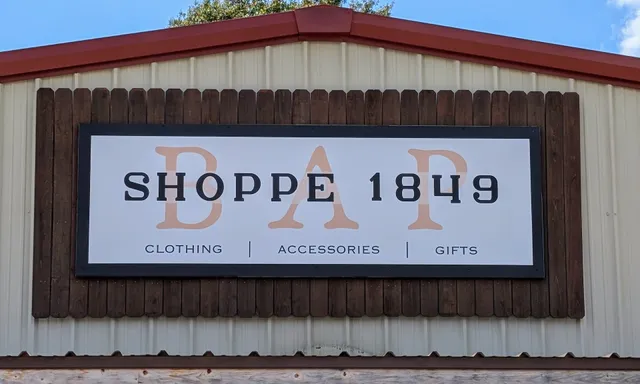 BAP
SHOPPE 1849
CLOTHING | ACCESSORIES | GIFTS